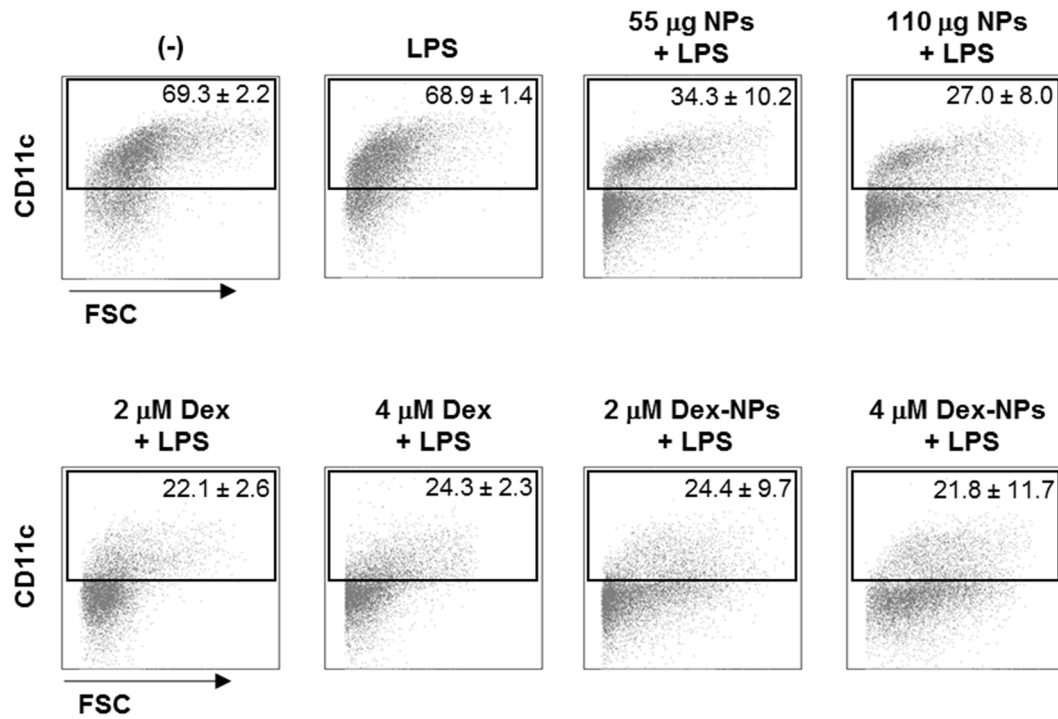 (-)
LPS
55 μg NPs
+ LPS
110 μg NPs
+ LPS
CD11c
69.3 ± 2.2
68.9 ± 1.4
34.3 ± 10.2
27.0 ± 8.0
FSC
2 μM Dex
+ LPS
4 μM Dex
+ LPS
2 μM Dex-NPs
+ LPS
4 μM Dex-NPs
+ LPS
CD11c
22.1 ± 2.6
24.3 ± 2.3
24.4 ± 9.7
21.8 ± 11.7
FSC